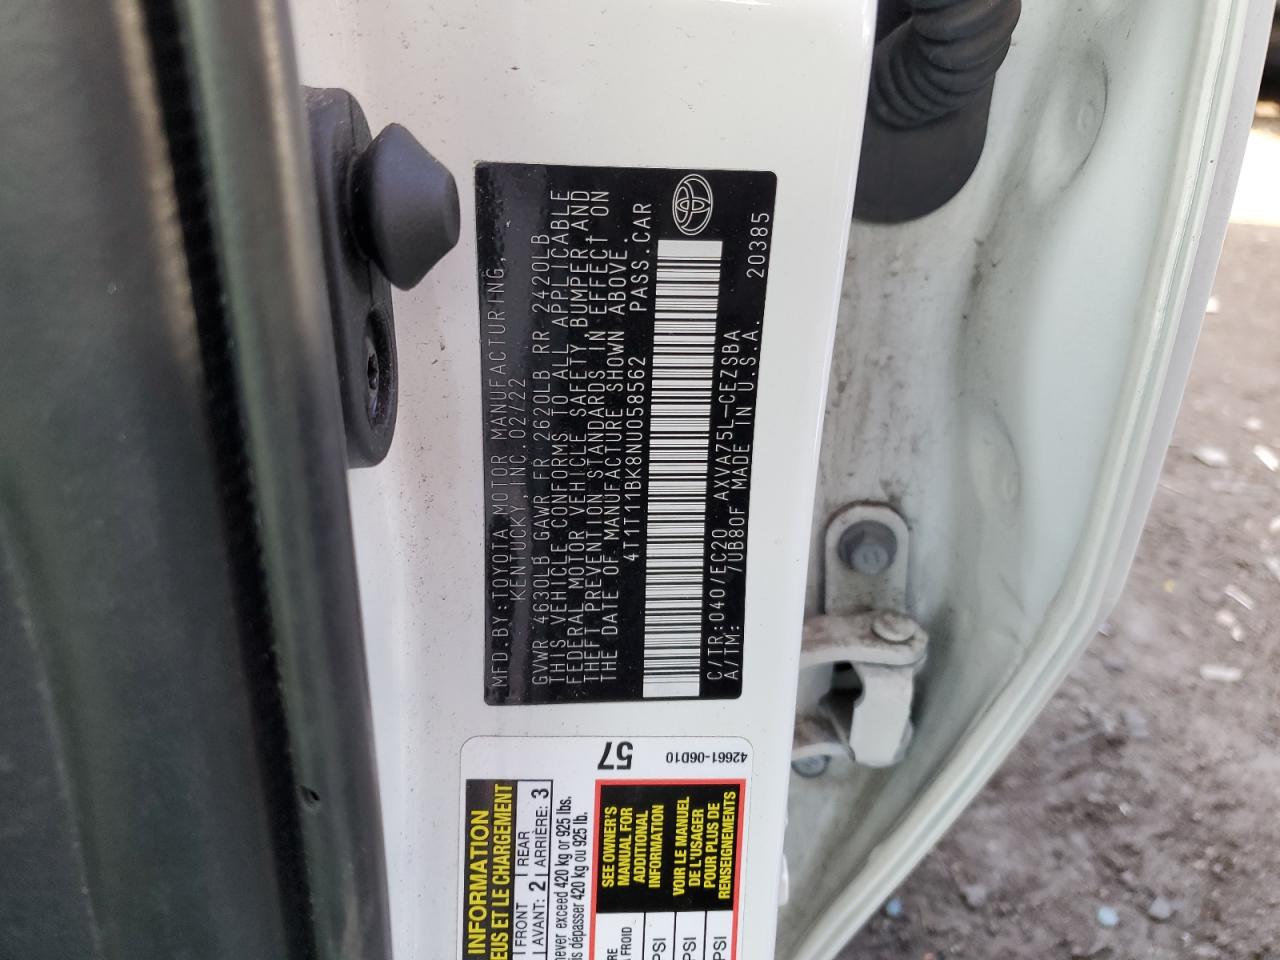 MFD.BY:TOYOTA MOTOR MANUFACTURING,
KENTUCKY,INC.02/22
GVWR 4630LB GAWR FR 2620LB RR 2420LB
THIS VEHICLE CONFORMS TO ALL APPLICABLE
FEDERAL MOTOR VEHICLE SAFETY,BUMPER,AND
THEFT PREVENTION STANDARDS IN EFFECT ON
THE DATE OF MANUFACTURE SHOWN ABOVE.
4T1T11BK8NU058562 PASS.CAR
C/TR:040/EC20 AXVA75L-CEZSBA 20385
A/TM: /UB80F MADE IN U.S.A.
57
42661-06D10
INFORMATION
EUS ET LE CHARGEMENT
FRONT REAR
AVANT: 2 ARRIÈRE: 3
never exceed 420 kg or 925 lbs.
dépasser 420 kg ou 925 lb.
SEE OWNER'S
MANUAL FOR
ADDITIONAL
INFORMATION
VOIR LE MANUEL
DE L'USAGER
POUR PLUS DE
RENSEIGNEMENTS
FROID
PSI
PSI
PSI